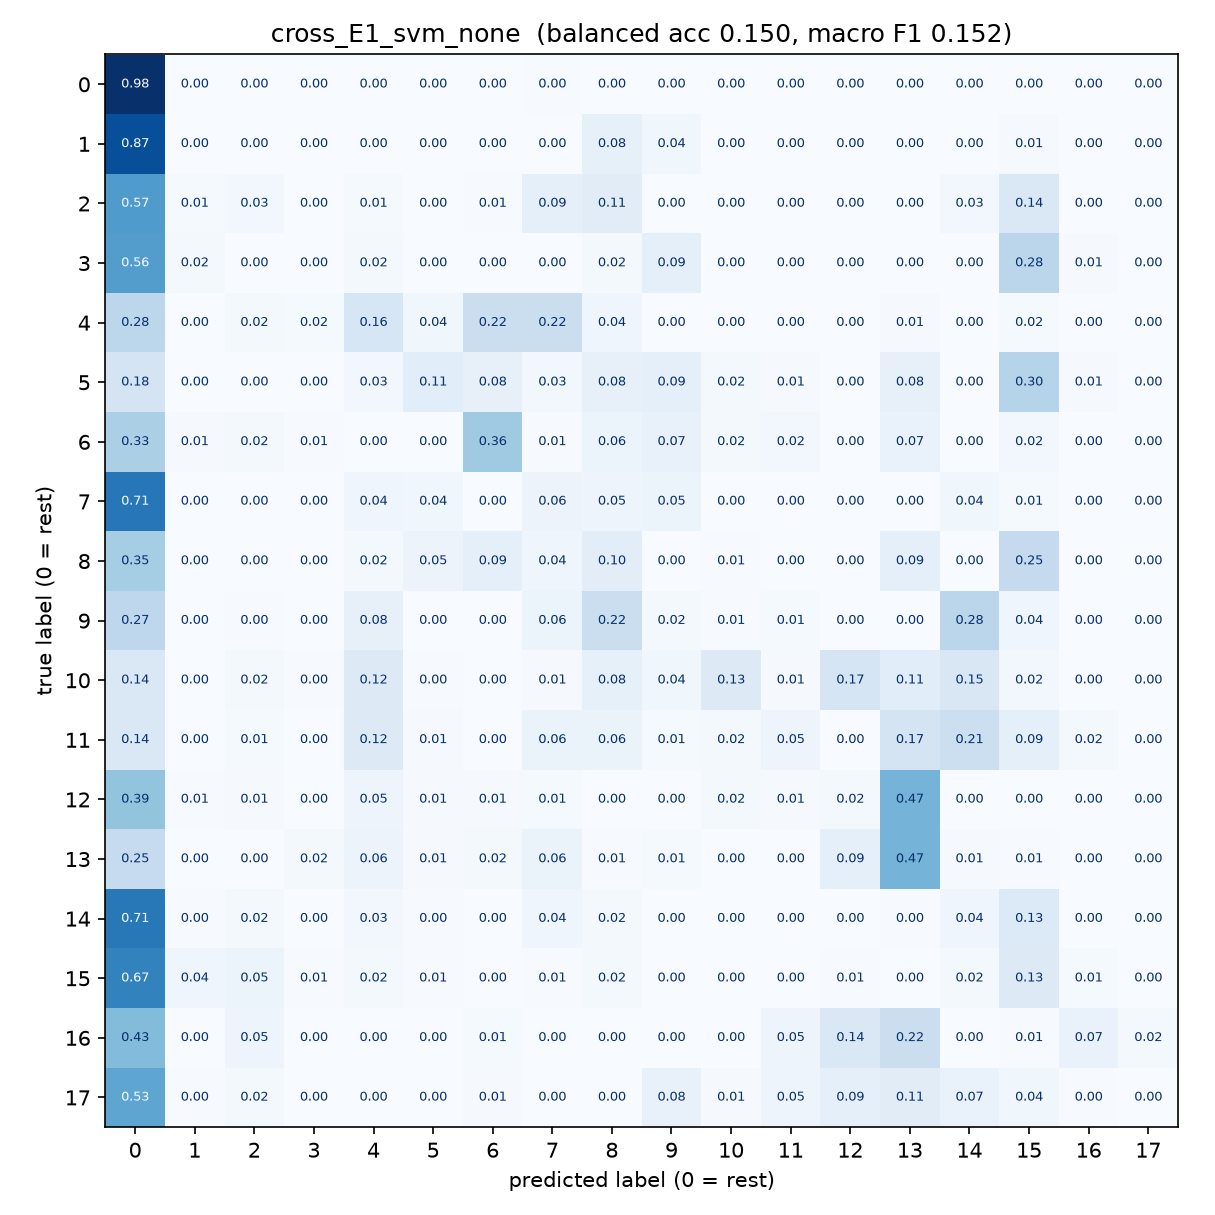 cross_E1_svm_none  (balanced acc 0.150, macro F1 0.152)
true label (0 = rest)
0 0.98 0.00 0.00 0.00 0.00 0.00 0.00 0.00 0.00 0.00 0.00 0.00 0.00 0.00 0.00 0.00 0.00 0.00
1 0.87 0.00 0.00 0.00 0.00 0.00 0.00 0.00 0.08 0.04 0.00 0.00 0.00 0.00 0.00 0.01 0.00 0.00
2 0.57 0.01 0.03 0.00 0.01 0.00 0.01 0.09 0.11 0.00 0.00 0.00 0.00 0.00 0.03 0.14 0.00 0.00
3 0.56 0.02 0.00 0.00 0.02 0.00 0.00 0.00 0.02 0.09 0.00 0.00 0.00 0.00 0.00 0.28 0.01 0.00
4 0.28 0.00 0.02 0.02 0.16 0.04 0.22 0.22 0.04 0.00 0.00 0.00 0.00 0.01 0.00 0.02 0.00 0.00
5 0.18 0.00 0.00 0.00 0.03 0.11 0.08 0.03 0.08 0.09 0.02 0.01 0.00 0.08 0.00 0.30 0.01 0.00
6 0.33 0.01 0.02 0.01 0.00 0.00 0.36 0.01 0.06 0.07 0.02 0.02 0.00 0.07 0.00 0.02 0.00 0.00
7 0.71 0.00 0.00 0.00 0.04 0.04 0.00 0.06 0.05 0.05 0.00 0.00 0.00 0.00 0.04 0.01 0.00 0.00
8 0.35 0.00 0.00 0.00 0.02 0.05 0.09 0.04 0.10 0.00 0.01 0.00 0.00 0.09 0.00 0.25 0.00 0.00
9 0.27 0.00 0.00 0.00 0.08 0.00 0.00 0.06 0.22 0.02 0.01 0.01 0.00 0.00 0.28 0.04 0.00 0.00
10 0.14 0.00 0.02 0.00 0.12 0.00 0.00 0.01 0.08 0.04 0.13 0.01 0.17 0.11 0.15 0.02 0.00 0.00
11 0.14 0.00 0.01 0.00 0.12 0.01 0.00 0.06 0.06 0.01 0.02 0.05 0.00 0.17 0.21 0.09 0.02 0.00
12 0.39 0.01 0.01 0.00 0.05 0.01 0.01 0.01 0.00 0.00 0.02 0.01 0.02 0.47 0.00 0.00 0.00 0.00
13 0.25 0.00 0.00 0.02 0.06 0.01 0.02 0.06 0.01 0.01 0.00 0.00 0.09 0.47 0.01 0.01 0.00 0.00
14 0.71 0.00 0.02 0.00 0.03 0.00 0.00 0.04 0.02 0.00 0.00 0.00 0.00 0.00 0.04 0.13 0.00 0.00
15 0.67 0.04 0.05 0.01 0.02 0.01 0.00 0.01 0.02 0.00 0.00 0.00 0.01 0.00 0.02 0.13 0.01 0.00
16 0.43 0.00 0.05 0.00 0.00 0.00 0.01 0.00 0.00 0.00 0.00 0.05 0.14 0.22 0.00 0.01 0.07 0.02
17 0.53 0.00 0.02 0.00 0.00 0.00 0.01 0.00 0.00 0.08 0.01 0.05 0.09 0.11 0.07 0.04 0.00 0.00
0 1 2 3 4 5 6 7 8 9 10 11 12 13 14 15 16 17
predicted label (0 = rest)